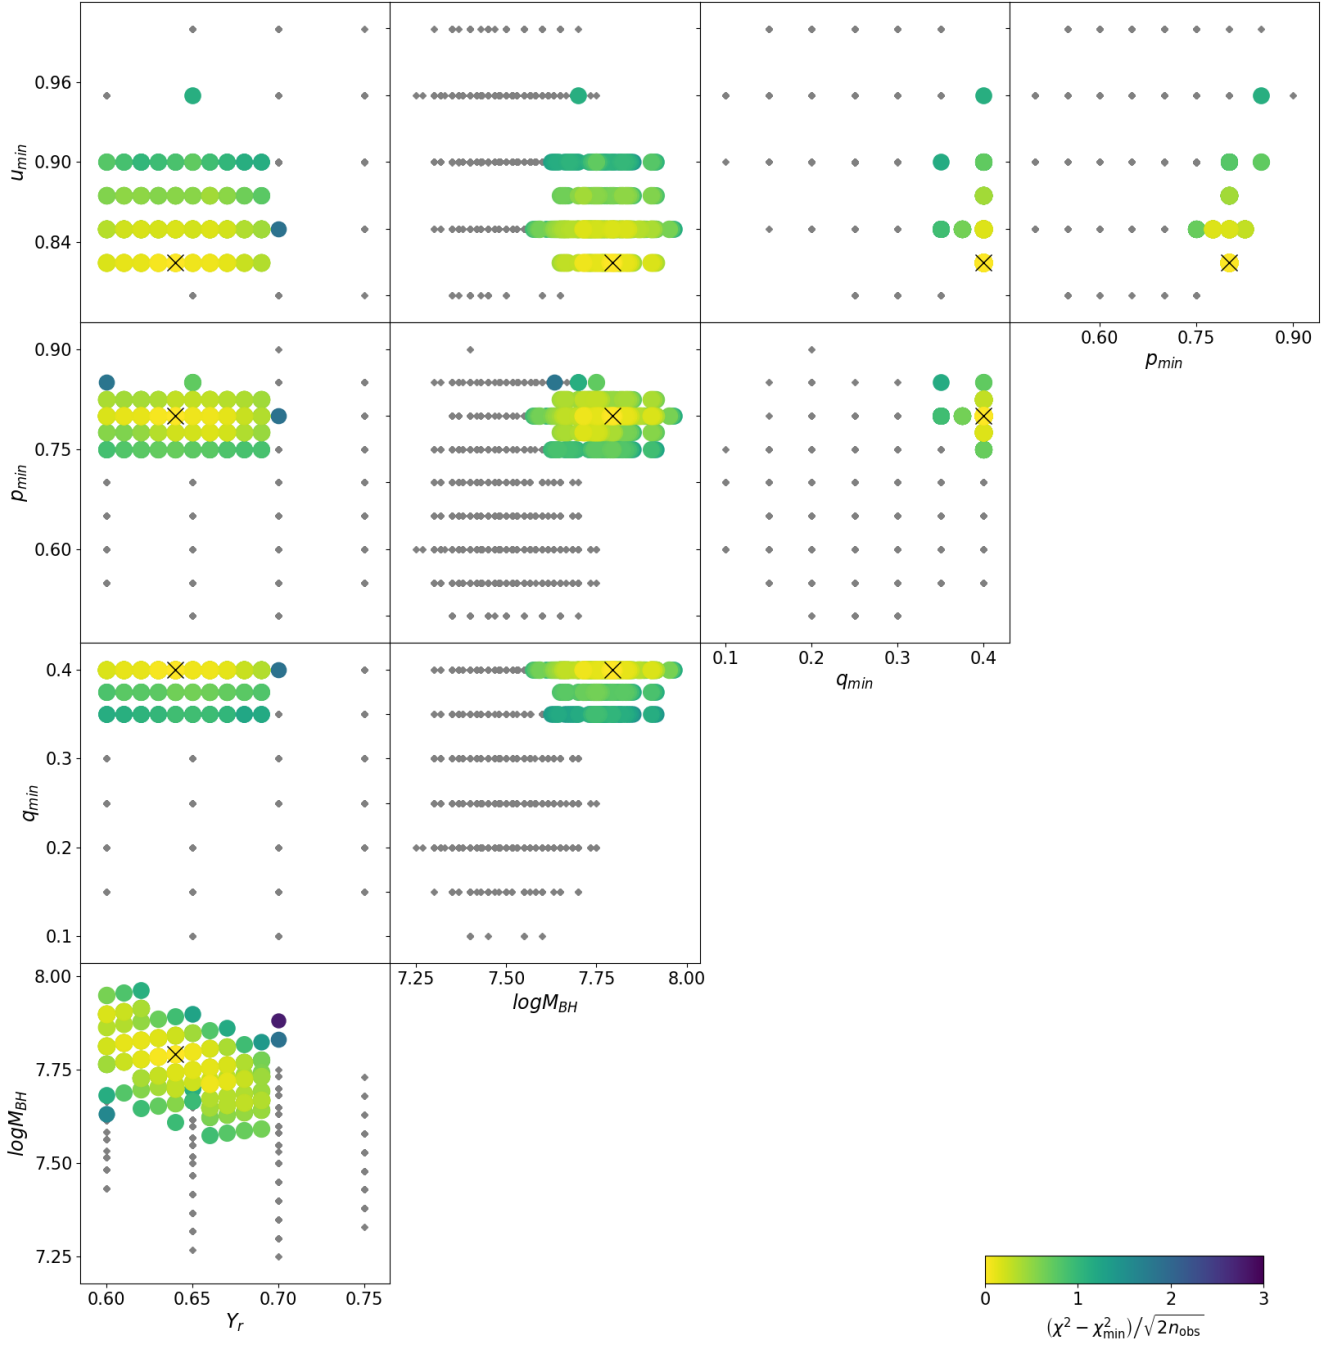 0.96
0.90
0.84
u_min
0.60 0.75 0.90
p_min
0.90
0.75
0.60
p_min
0.1 0.2 0.3 0.4
q_min
0.4
0.3
0.2
0.1
q_min
7.25 7.50 7.75 8.00
logM_BH
8.00
7.75
7.50
7.25
logM_BH
0.60 0.65 0.70 0.75
Y_r
0 1 2 3
(χ² − χ²_min)/√2n_obs